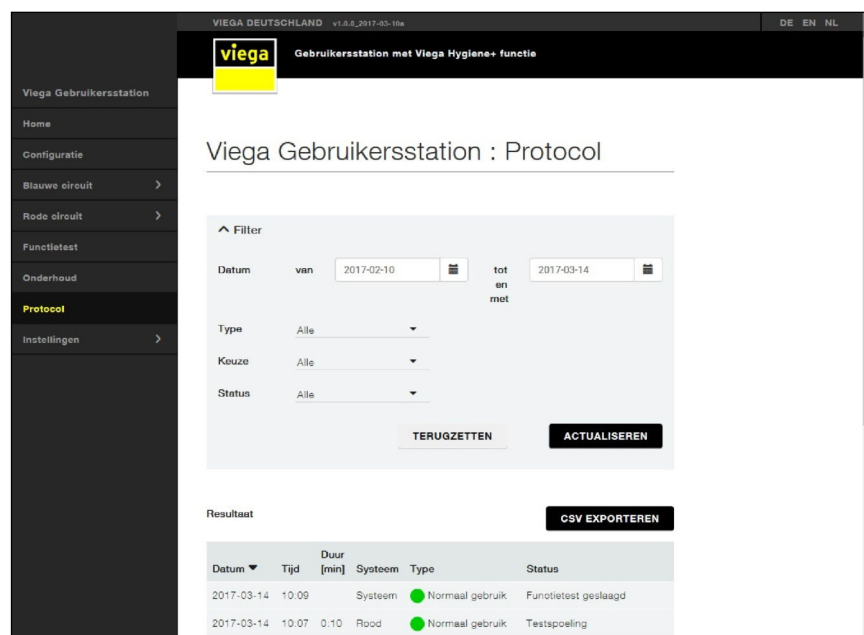 VIEGA DEUTSCHLAND v1.0.0_2017-03-10a DE EN NL
viega
Gebruikersstation met Viega Hygiene+ functie
Viega Gebruikersstation
Home
Configuratie
Blauwe circuit
Rode circuit
Functietest
Onderhoud
Protocol
Instellingen
Viega Gebruikersstation : Protocol
Filter
Datum van 2017-02-10 tot en met 2017-03-14
Type Alle
Keuze Alle
Status Alle
TERUGZETTEN ACTUALISEREN
Resultaat CSV EXPORTEREN
Datum Tijd Duur [min] Systeem Type Status
2017-03-14 10:09 Systeem Normaal gebruik Functietest geslaagd
2017-03-14 10:07 0:10 Rood Normaal gebruik Testspoeling